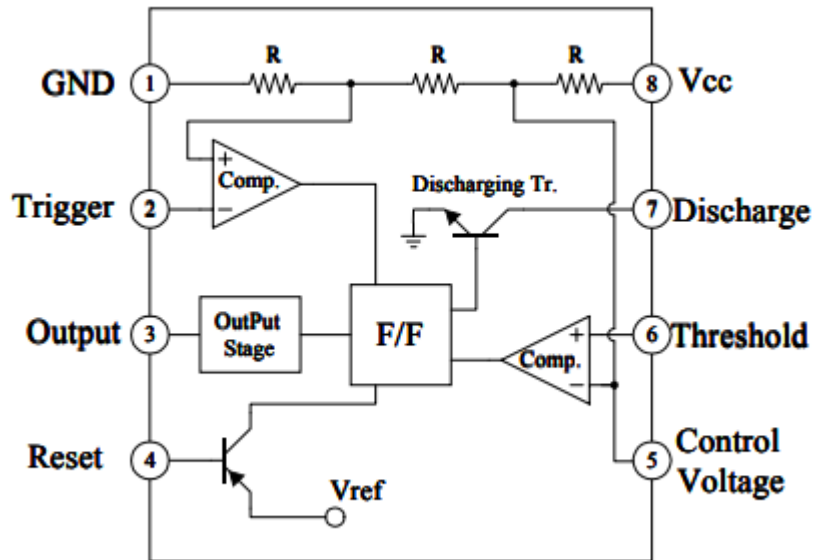 R
R
R
GND
1
8
Vcc
+
Comp.
−
Trigger
2
Discharging Tr.
7
Discharge
Output
3
OutPut
Stage
F/F
+
Comp.
−
6
Threshold
Reset
4
Vref
5
Control
Voltage